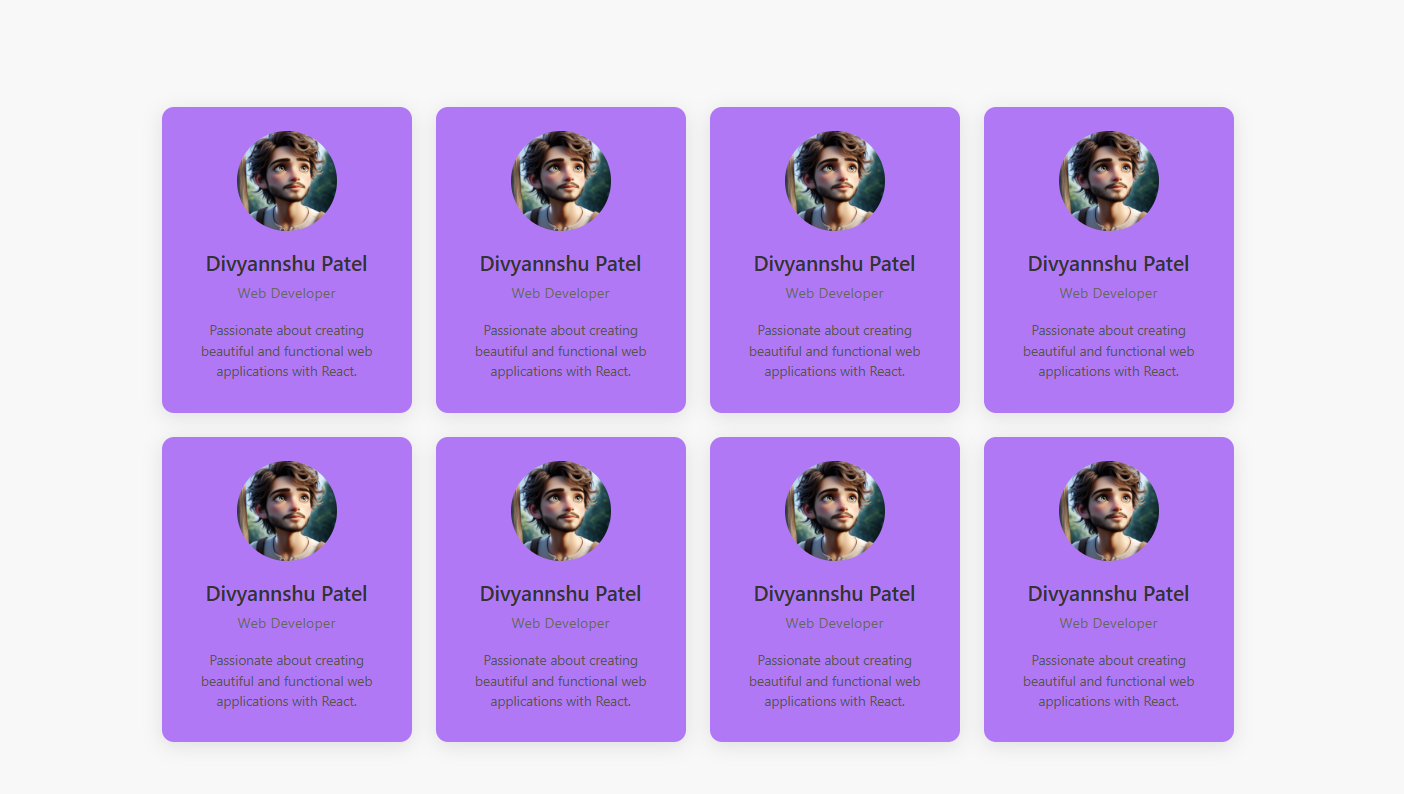 Divyannshu Patel
Web Developer
Passionate about creating
beautiful and functional web
applications with React.
Divyannshu Patel
Web Developer
Passionate about creating
beautiful and functional web
applications with React.
Divyannshu Patel
Web Developer
Passionate about creating
beautiful and functional web
applications with React.
Divyannshu Patel
Web Developer
Passionate about creating
beautiful and functional web
applications with React.
Divyannshu Patel
Web Developer
Passionate about creating
beautiful and functional web
applications with React.
Divyannshu Patel
Web Developer
Passionate about creating
beautiful and functional web
applications with React.
Divyannshu Patel
Web Developer
Passionate about creating
beautiful and functional web
applications with React.
Divyannshu Patel
Web Developer
Passionate about creating
beautiful and functional web
applications with React.